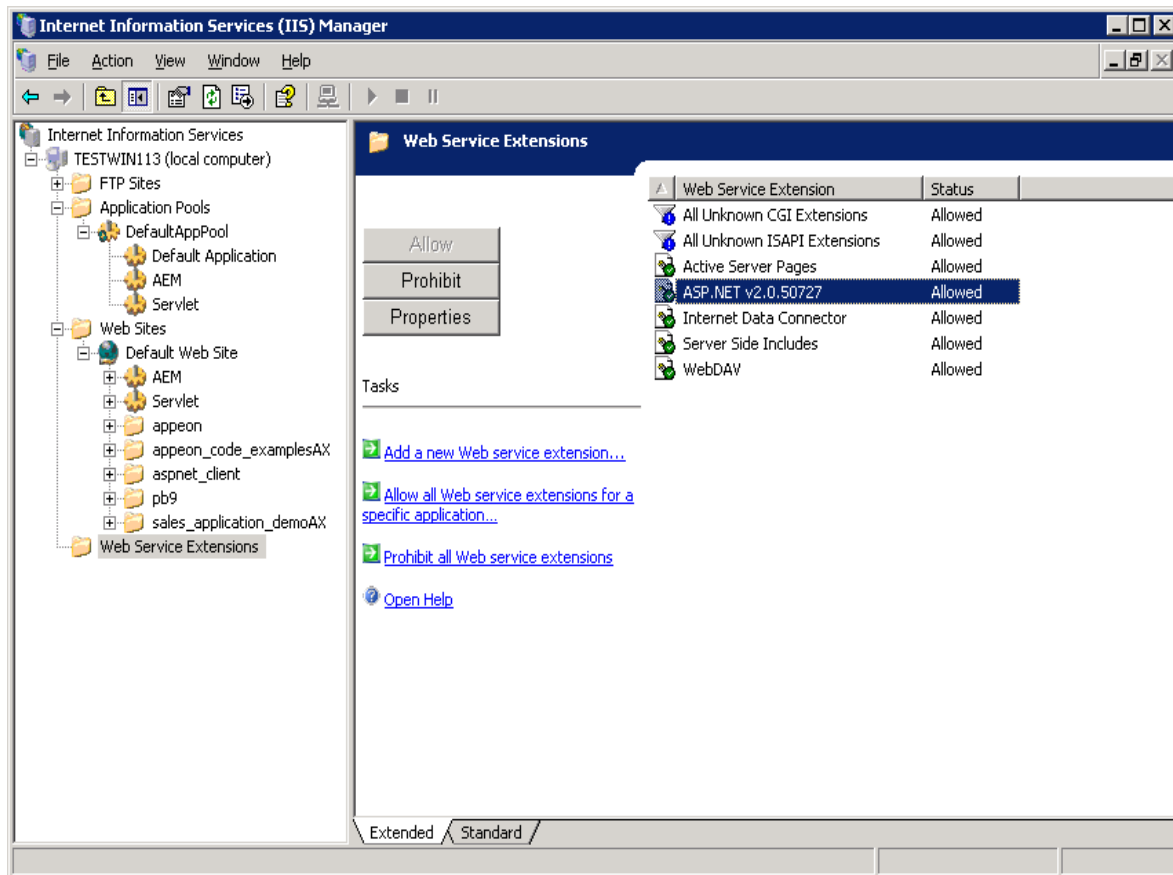 Internet Information Services (IIS) Manager
File Action View Window Help
Internet Information Services
TESTWIN113 (local computer)
FTP Sites
Application Pools
DefaultAppPool
Default Application
AEM
Servlet
Web Sites
Default Web Site
AEM
Servlet
appeon
appeon_code_examplesAX
aspnet_client
pb9
sales_application_demoAX
Web Service Extensions
Web Service Extensions
Allow
Prohibit
Properties
Tasks
Add a new Web service extension...
Allow all Web service extensions for a
specific application...
Prohibit all Web service extensions
Open Help
Web Service Extension Status
All Unknown CGI Extensions Allowed
All Unknown ISAPI Extensions Allowed
Active Server Pages Allowed
ASP.NET v2.0.50727 Allowed
Internet Data Connector Allowed
Server Side Includes Allowed
WebDAV Allowed
Extended Standard